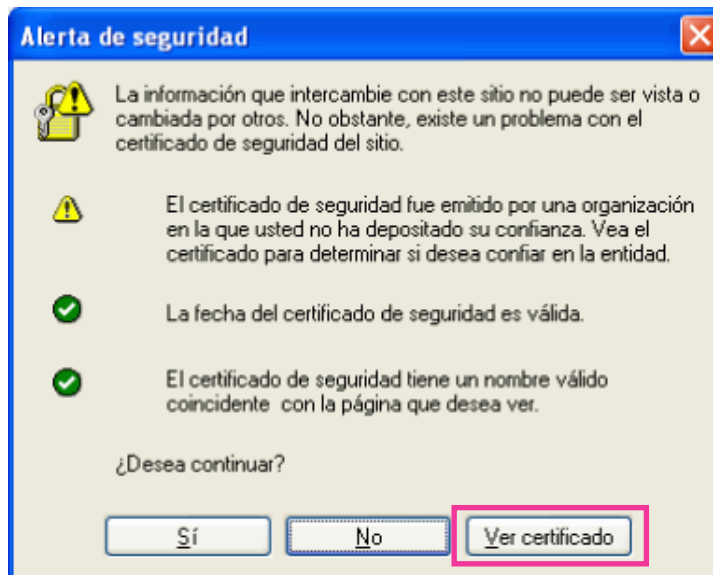 Alerta de seguridad
La información que intercambie con este sitio no puede ser vista o
cambiada por otros. No obstante, existe un problema con el
certificado de seguridad del sitio.
El certificado de seguridad fue emitido por una organización
en la que usted no ha depositado su confianza. Vea el
certificado para determinar si desea confiar en la entidad.
La fecha del certificado de seguridad es válida.
El certificado de seguridad tiene un nombre válido
coincidente con la página que desea ver.
¿Desea continuar?
Sí No Ver certificado